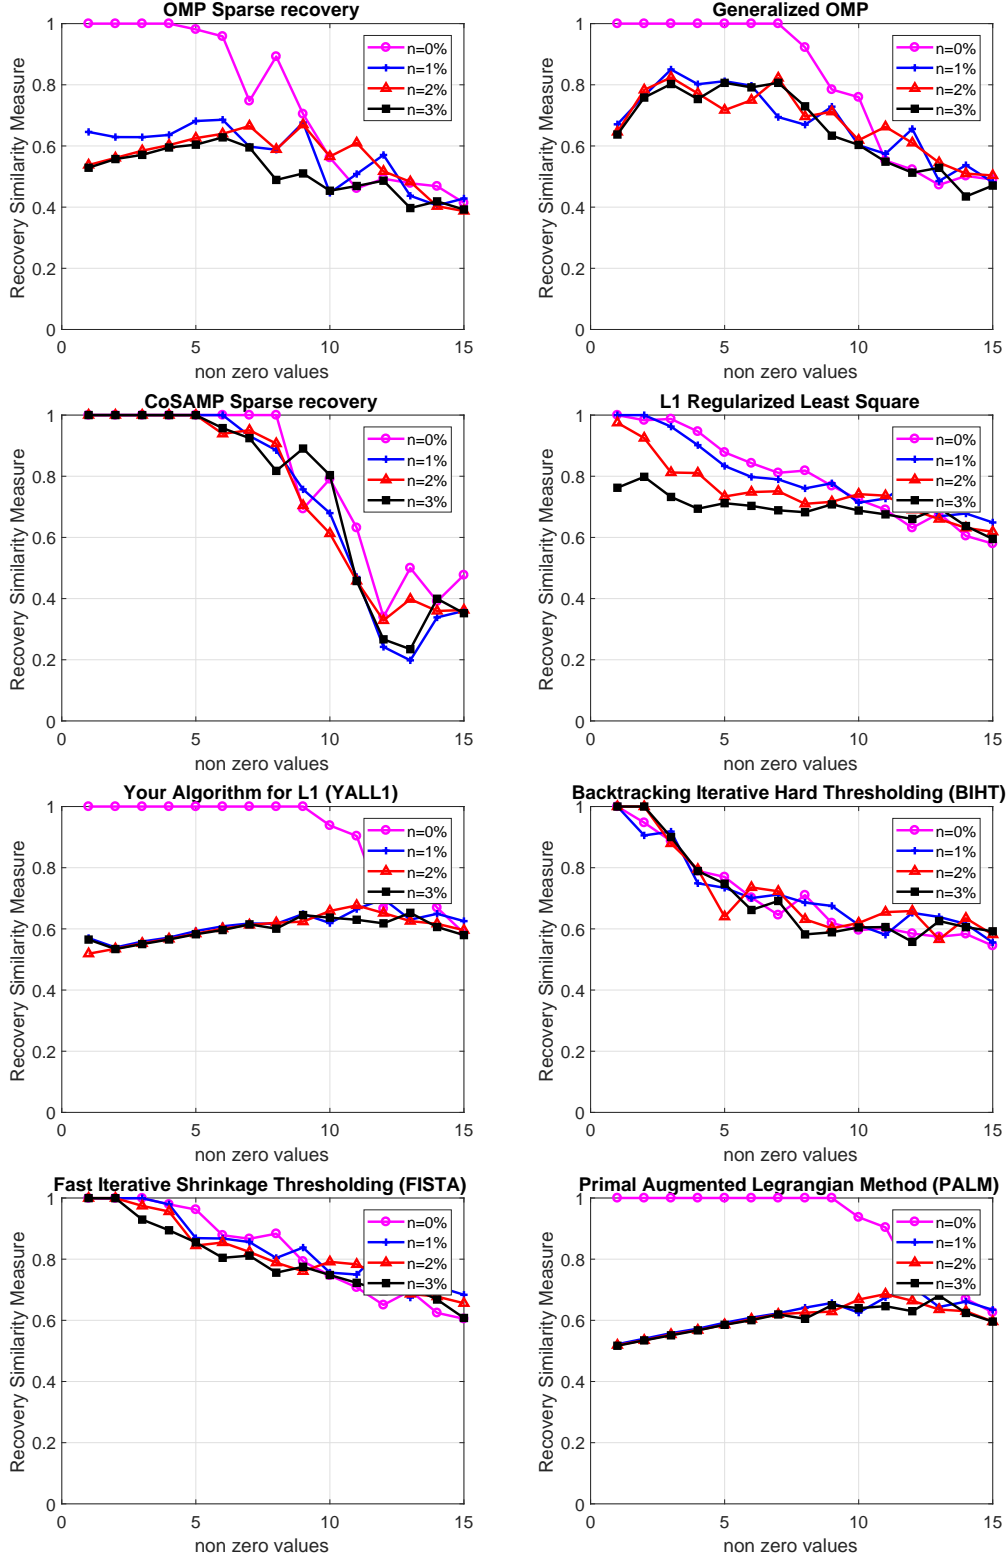 OMP Sparse recovery
Recovery Similarity Measure
1
0.8
0.6
0.4
0.2
0
0 5 10 15
non zero values
n=0%
n=1%
n=2%
n=3%
Generalized OMP
Recovery Similarity Measure
1
0.8
0.6
0.4
0.2
0
0 5 10 15
non zero values
n=0%
n=1%
n=2%
n=3%
CoSAMP Sparse recovery
Recovery Similarity Measure
1
0.8
0.6
0.4
0.2
0
0 5 10 15
non zero values
n=0%
n=1%
n=2%
n=3%
L1 Regularized Least Square
Recovery Similarity Measure
1
0.8
0.6
0.4
0.2
0
0 5 10 15
non zero values
n=0%
n=1%
n=2%
n=3%
Your Algorithm for L1 (YALL1)
Recovery Similarity Measure
1
0.8
0.6
0.4
0.2
0
0 5 10 15
non zero values
n=0%
n=1%
n=2%
n=3%
Backtracking Iterative Hard Thresholding (BIHT)
Recovery Similarity Measure
1
0.8
0.6
0.4
0.2
0
0 5 10 15
non zero values
n=0%
n=1%
n=2%
n=3%
Fast Iterative Shrinkage Thresholding (FISTA)
Recovery Similarity Measure
1
0.8
0.6
0.4
0.2
0
0 5 10 15
non zero values
n=0%
n=1%
n=2%
n=3%
Primal Augmented Legrangian Method (PALM)
Recovery Similarity Measure
1
0.8
0.6
0.4
0.2
0
0 5 10 15
non zero values
n=0%
n=1%
n=2%
n=3%